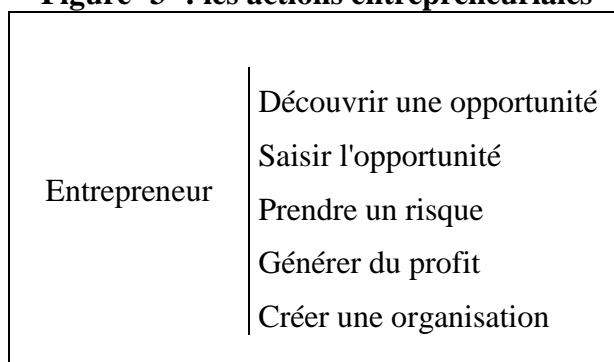 Figure 3 : les actions entrepreneuriales
Découvrir une opportunité
Saisir l'opportunité
Entrepreneur
Prendre un risque
Générer du profit
Créer une organisation